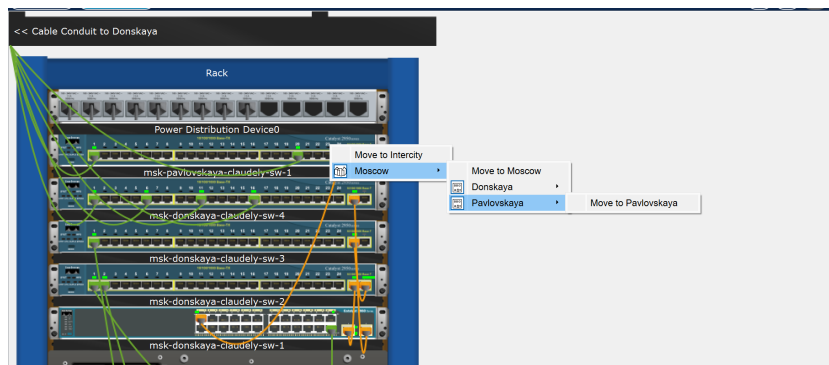 << Cable Conduit to Donskaya
Rack
Power Distribution Device0
msk-pavlovskaya-claudely-sw-1
msk-donskaya-claudely-sw-4
msk-donskaya-claudely-sw-3
msk-donskaya-claudely-sw-2
msk-donskaya-claudely-sw-1
Move to Intercity
Moscow
Move to Moscow
Donskaya
Pavlovskaya
Move to Pavlovskaya